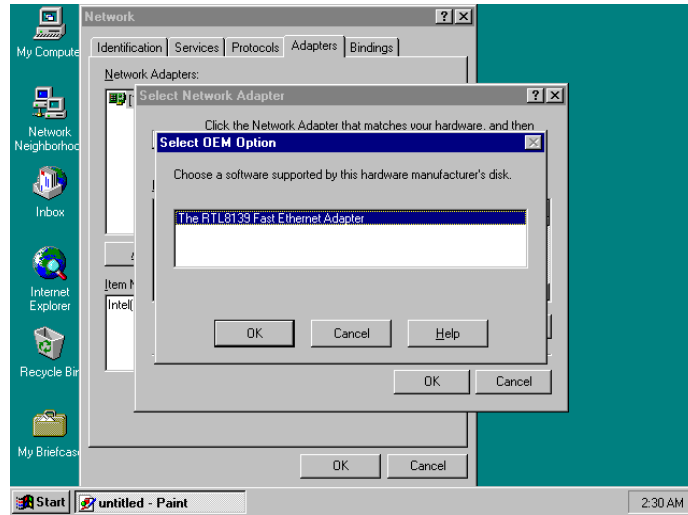 My Compute
Network
Neighborhoo
Inbox
Internet
Explorer
Recycle Bin
My Briefcas
Network
Identification
Services
Protocols
Adapters
Bindings
Network Adapters:
Item
Intel(
OK
Cancel
Select Network Adapter
Click the Network Adapter that matches your hardware, and then
OK
Cancel
Select OEM Option
Choose a software supported by this hardware manufacturer's disk.
The RTL8139 Fast Ethernet Adapter
OK
Cancel
Help
Start
untitled - Paint
2:30 AM